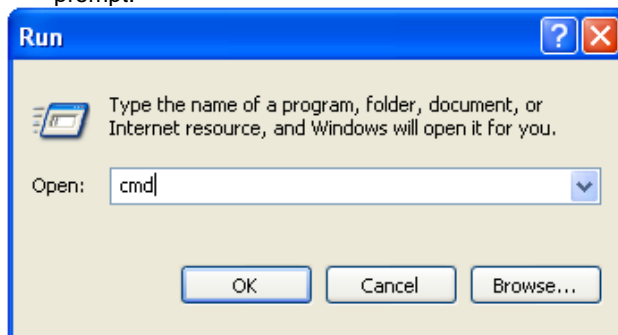 prompt.
Run
Type the name of a program, folder, document, or
Internet resource, and Windows will open it for you.
Open: cmd
OK Cancel Browse...